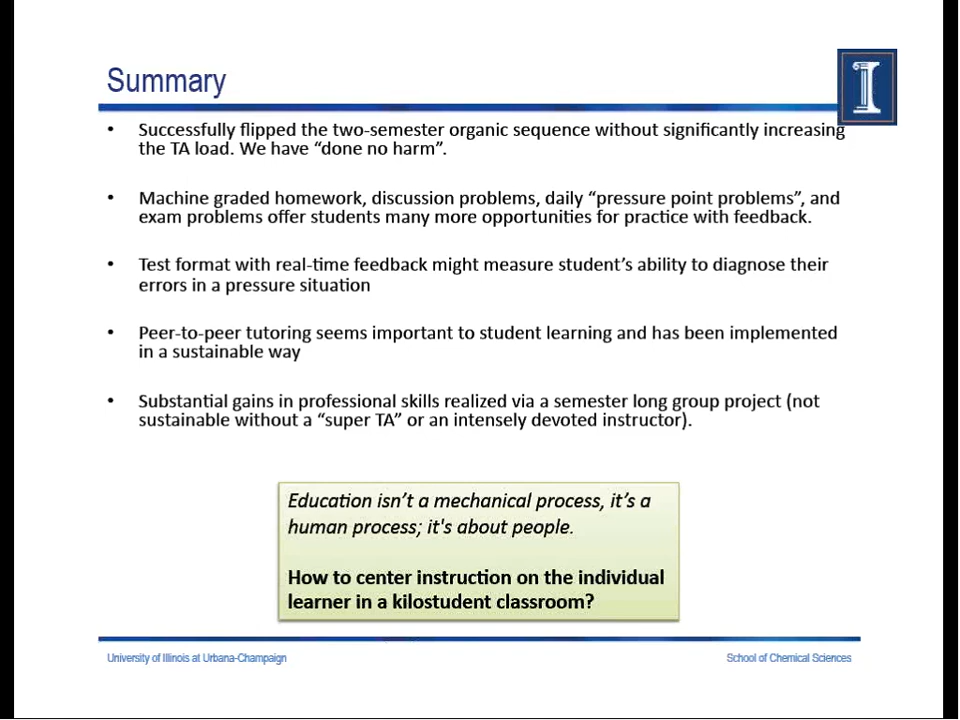 Summary
I
• Successfully flipped the two-semester organic sequence without significantly increasing
the TA load. We have “done no harm”.
• Machine graded homework, discussion problems, daily “pressure point problems”, and
exam problems offer students many more opportunities for practice with feedback.
• Test format with real-time feedback might measure student’s ability to diagnose their
errors in a pressure situation
• Peer-to-peer tutoring seems important to student learning and has been implemented
in a sustainable way
• Substantial gains in professional skills realized via a semester long group project (not
sustainable without a “super TA” or an intensely devoted instructor).
Education isn’t a mechanical process, it’s a
human process; it's about people.
How to center instruction on the individual
learner in a kilostudent classroom?
University of Illinois at Urbana-Champaign
School of Chemical Sciences